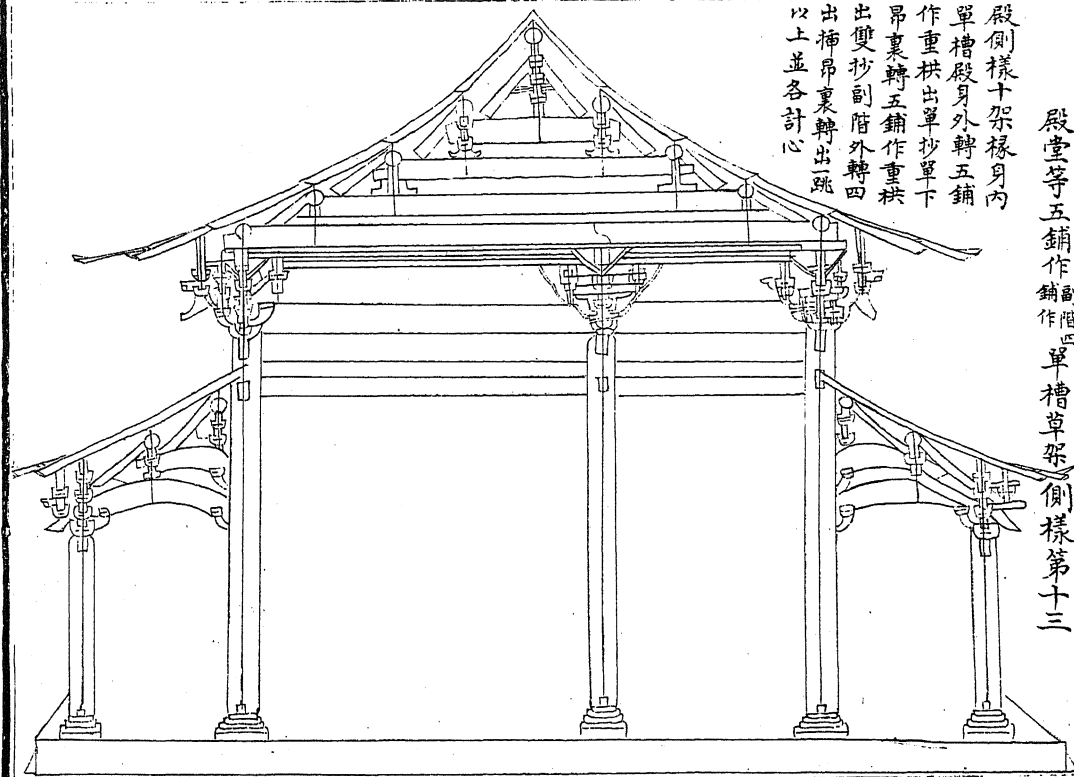 殿堂等五鋪作副階四鋪作單槽草架側樣第十三
殿側樣十架椽身內
單槽殿身外轉五鋪
作重栱出單抄單下
昂裏轉五鋪作重栱
出雙抄副階外轉四
出插昂裏轉出一跳
以上並各計心